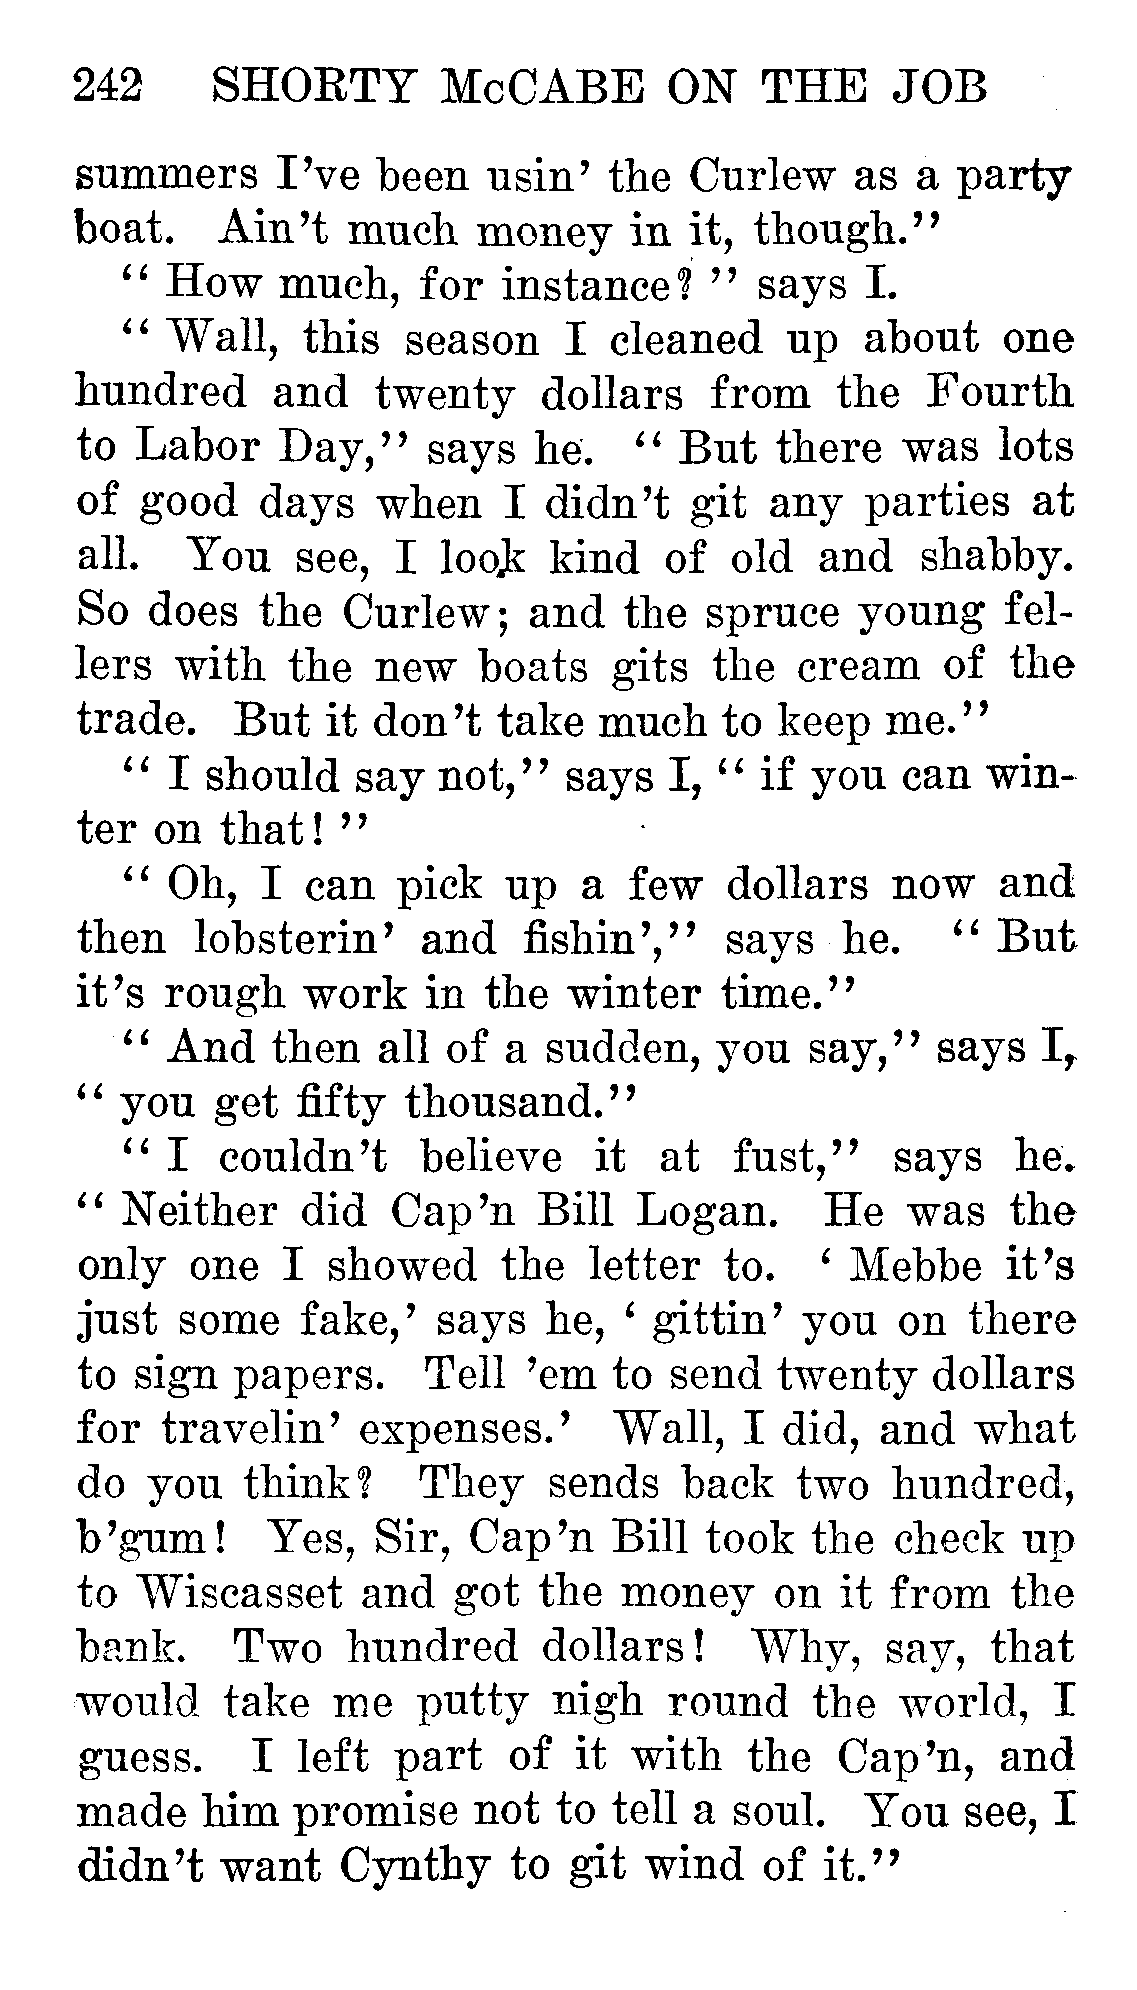 242 SHORTY McCABE ON THE JOB
summers I've been usin' the Curlew as a party
boat. Ain't much money in it, though."
" How much, for instance? " says I.
" Wall, this season I cleaned up about one
hundred and twenty dollars from the Fourth
to Labor Day," says he. " But there was lots
of good days when I didn't git any parties at
all. You see, I look kind of old and shabby.
So does the Curlew; and the spruce young fel-
lers with the new boats gits the cream of the
trade. But it don't take much to keep me."
" I should say not," says I, " if you can win-
ter on that! "
" Oh, I can pick up a few dollars now and
then lobsterin' and fishin'," says he. " But
it's rough work in the winter time."
" And then all of a sudden, you say," says I,
" you get fifty thousand."
" I couldn't believe it at fust," says he.
" Neither did Cap'n Bill Logan. He was the
only one I showed the letter to. ' Mebbe it's
just some fake,' says he, ' gittin' you on there
to sign papers. Tell 'em to send twenty dollars
for travelin' expenses.' Wall, I did, and what
do you think? They sends back two hundred,
b'gum! Yes, Sir, Cap'n Bill took the check up
to Wiscasset and got the money on it from the
bank. Two hundred dollars! Why, say, that
would take me putty nigh round the world, I
guess. I left part of it with the Cap'n, and
made him promise not to tell a soul. You see, I
didn't want Cynthy to git wind of it."